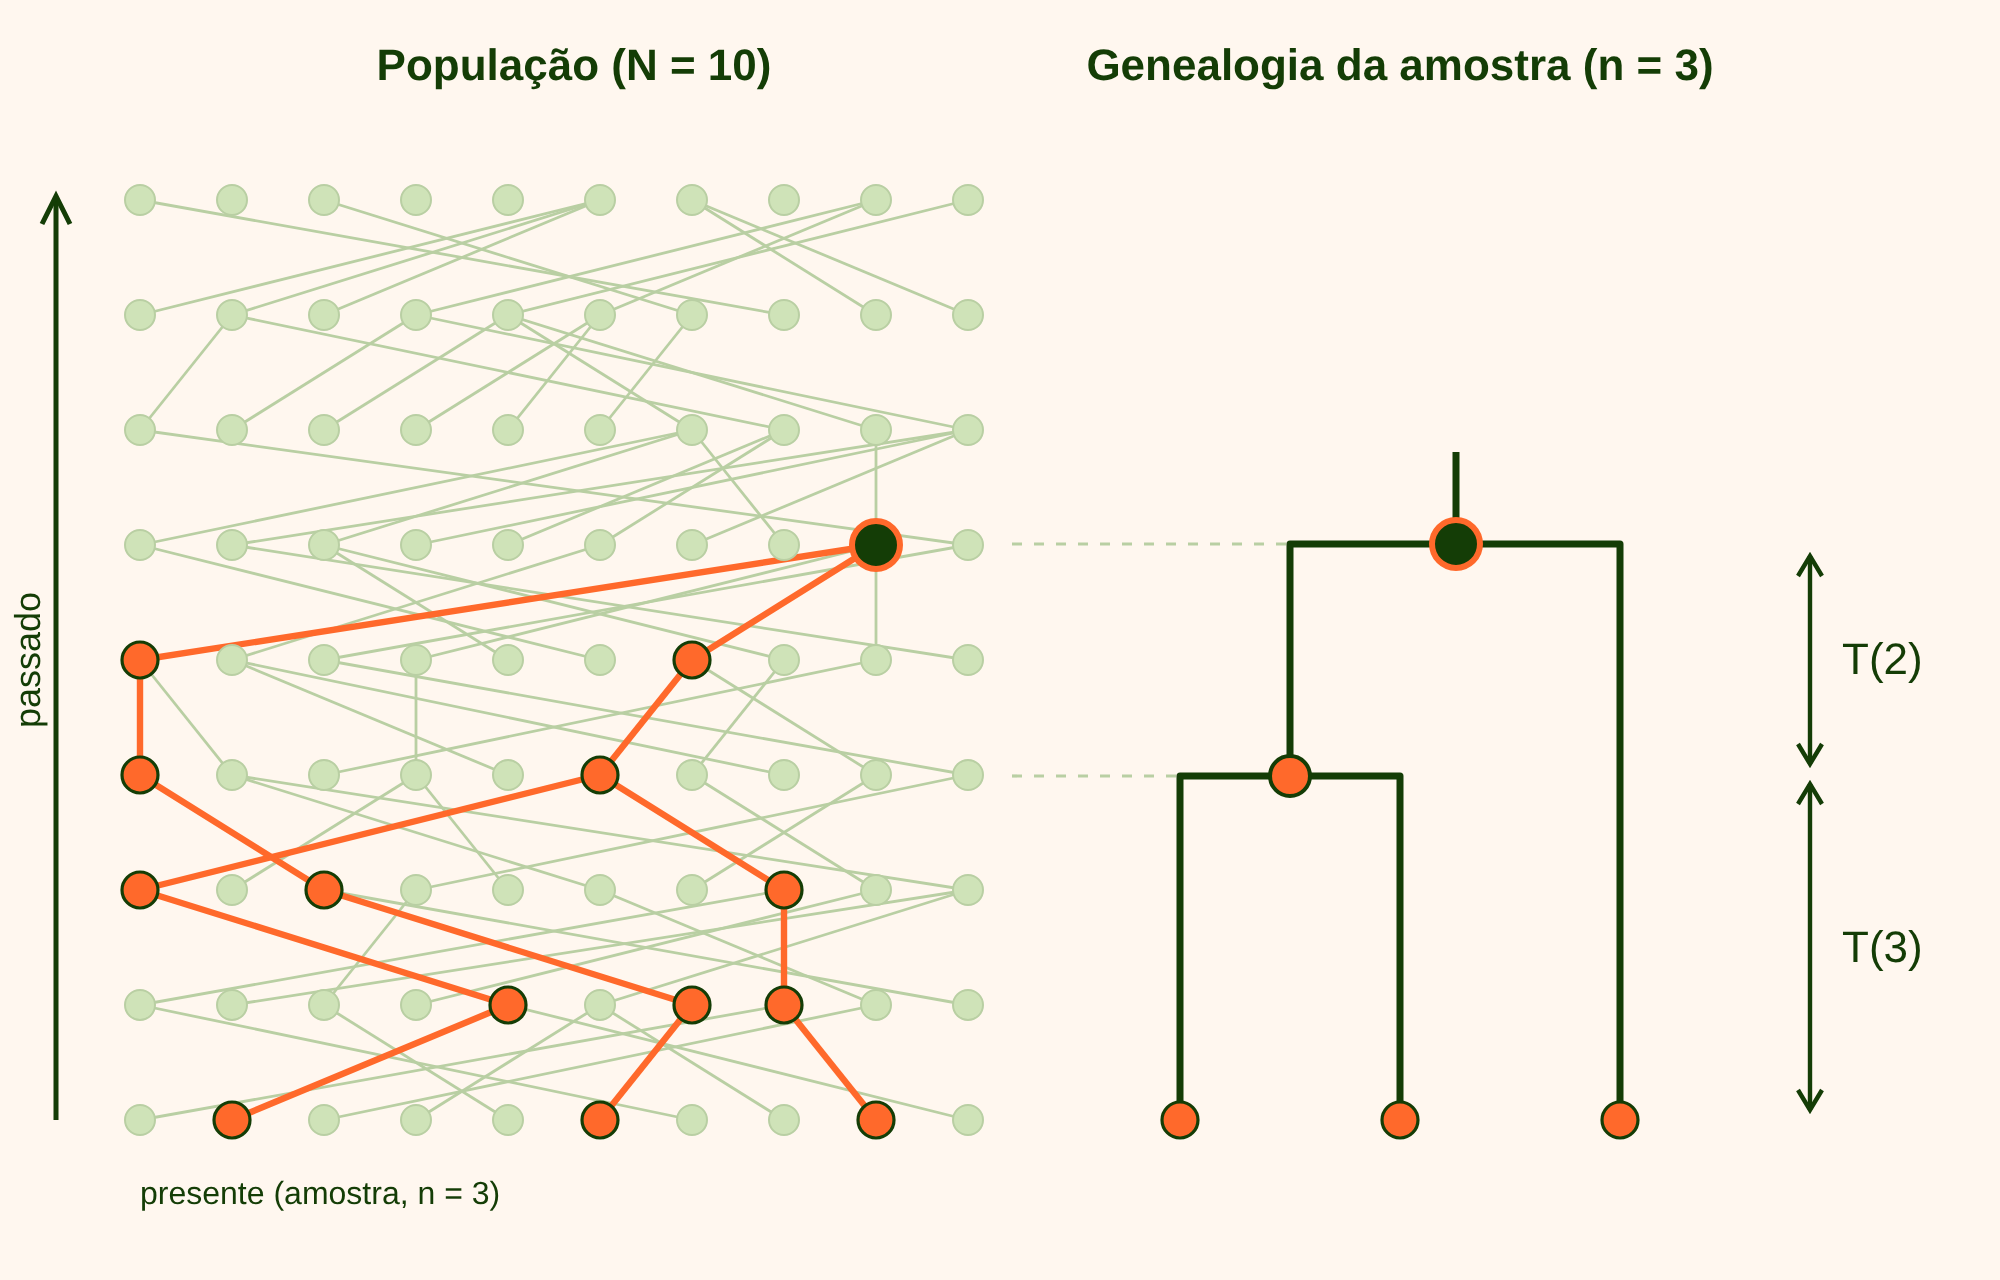 População (N = 10)
Genealogia da amostra (n = 3)
passado
T(2)
T(3)
presente (amostra, n = 3)